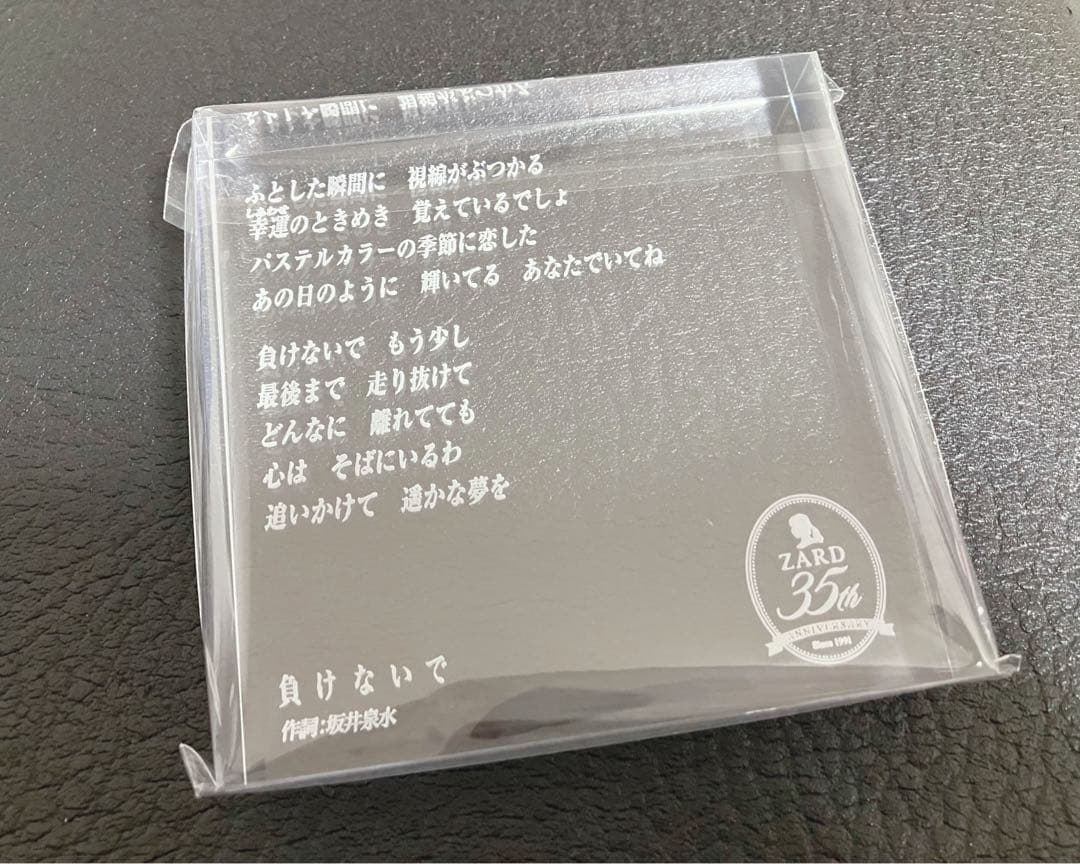 ふとした瞬間に　視線がぶつかる
しあわせ
幸運のときめき　覚えているでしょ
パステルカラーの季節に恋した
あの日のように　輝いてる　あなたでいてね
負けないで　もう少し
最後まで　走り抜けて
どんなに　離れてても
心は　そばにいるわ
追いかけて　遥かな夢を
ZARD
35th
ANNIVERSARY
Since 1991
負けないで
作詞:坂井泉水